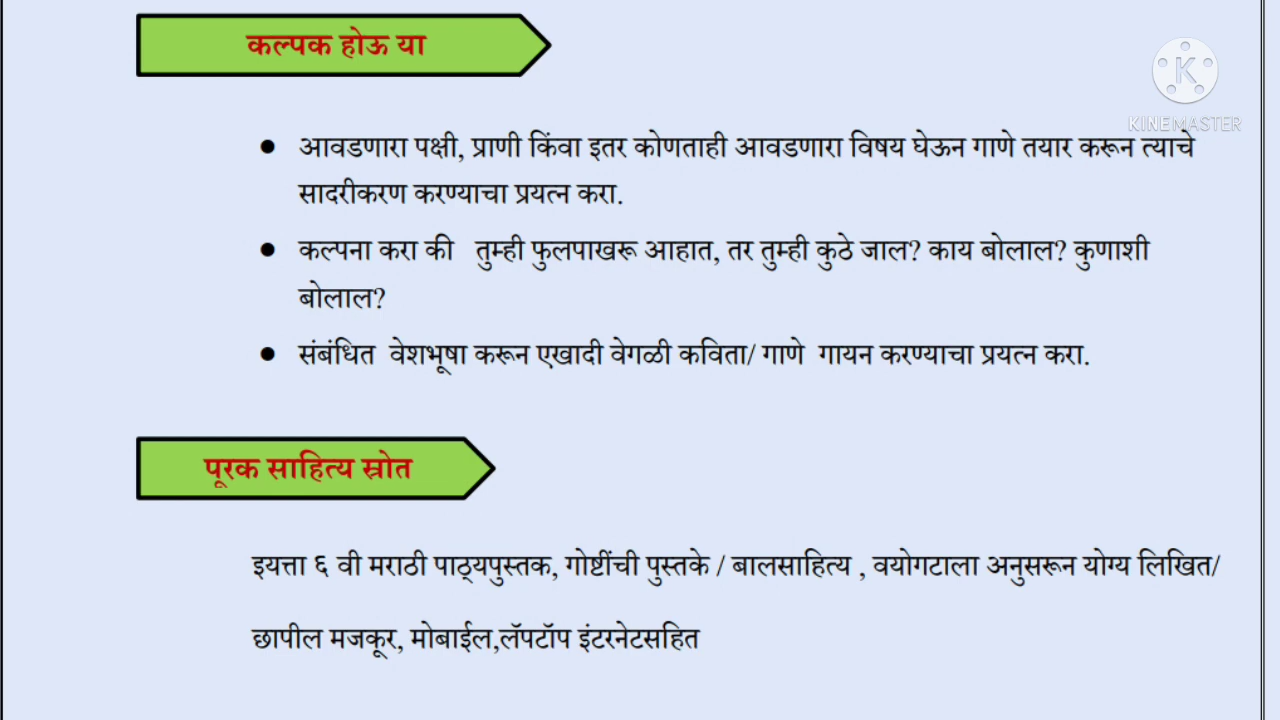 कल्पक होऊ या
K
KINEMASTER
● आवडणारा पक्षी, प्राणी किंवा इतर कोणताही आवडणारा विषय घेऊन गाणे तयार करून त्याचे
सादरीकरण करण्याचा प्रयत्न करा.
● कल्पना करा की तुम्ही फुलपाखरू आहात, तर तुम्ही कुठे जाल? काय बोलाल? कुणाशी
बोलाल?
● संबंधित वेशभूषा करून एखादी वेगळी कविता/ गाणे गायन करण्याचा प्रयत्न करा.
पूरक साहित्य स्रोत
इयत्ता ६ वी मराठी पाठ्यपुस्तक, गोष्टींची पुस्तके / बालसाहित्य , वयोगटाला अनुसरून योग्य लिखित/
छापील मजकूर, मोबाईल,लॅपटॉप इंटरनेटसहित